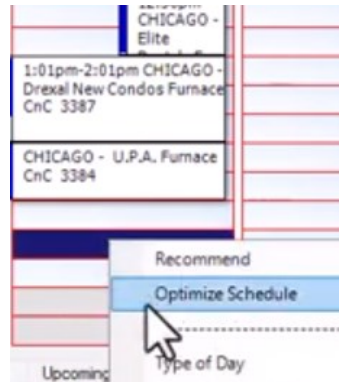 CHICAGO -
Elite
1:01pm-2:01pm CHICAGO -
Drexal New Condos Furnace
CnC 3387
CHICAGO - U.P.A. Furnace
CnC 3384
Recommend
Optimize Schedule
Type of Day
Upcoming